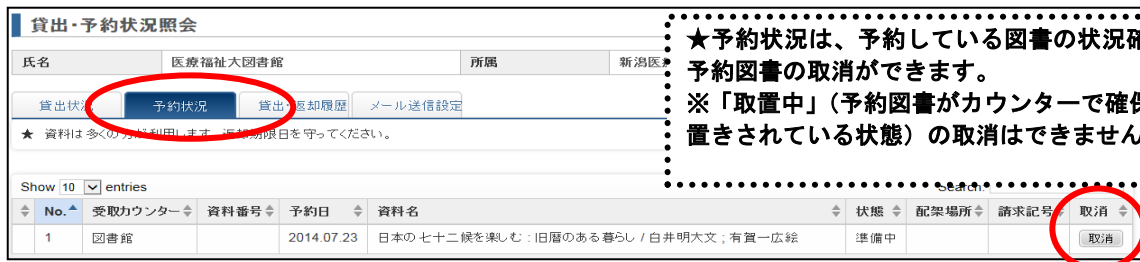 貸出・予約状況照会
氏名 医療福祉大図書館 所属 新潟医
★予約状況は、予約している図書の状況確
予約図書の取消ができます。
※「取置中」(予約図書がカウンターで確保
置きされている状態)の取消はできません
貸出状 予約状況 貸出・返却履歴 メール送信設定
★ 資料は多くの方が利用します。返却期限日を守ってください。
Show 10 entries
Search:
No. 受取カウンター 資料番号 予約日 資料名 状態 配架場所 請求記号 取消
1 図書館 2014.07.23 日本の七十二候を楽しむ : 旧暦のある暮らし / 白井明大文 ; 有賀一広絵 準備中 取消